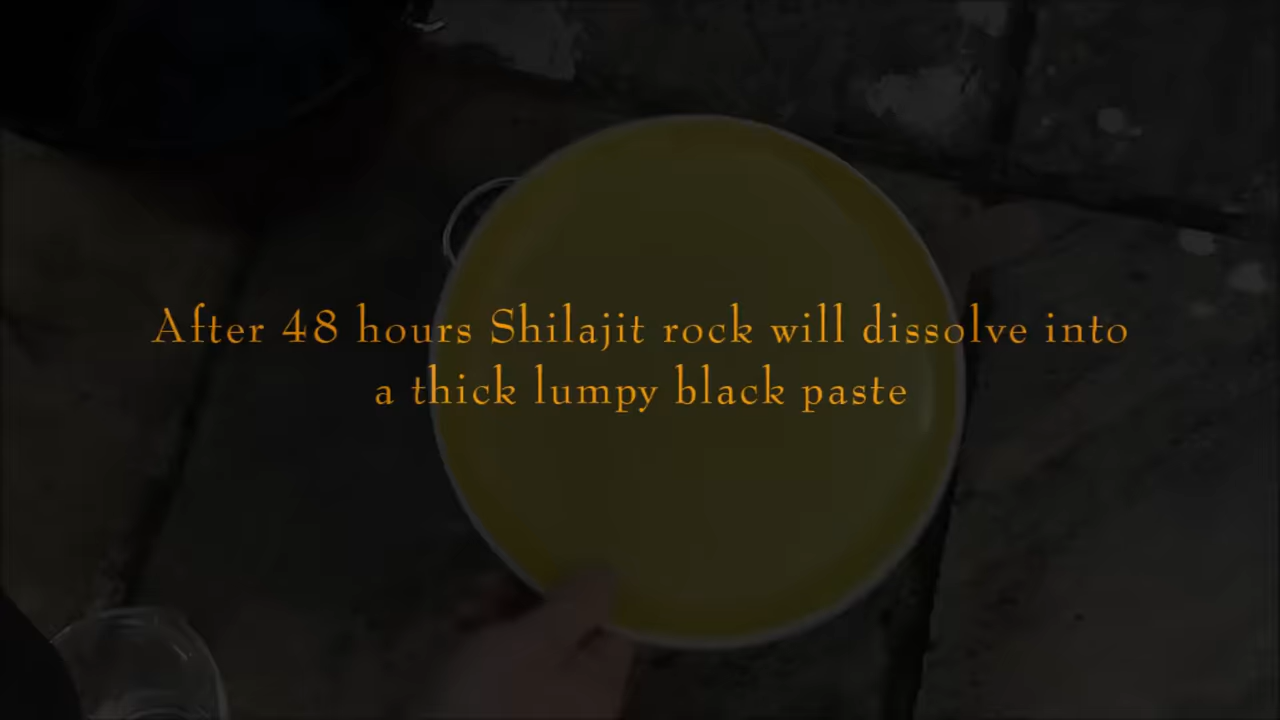 After 48 hours Shilajit rock will dissolve into
a thick lumpy black paste